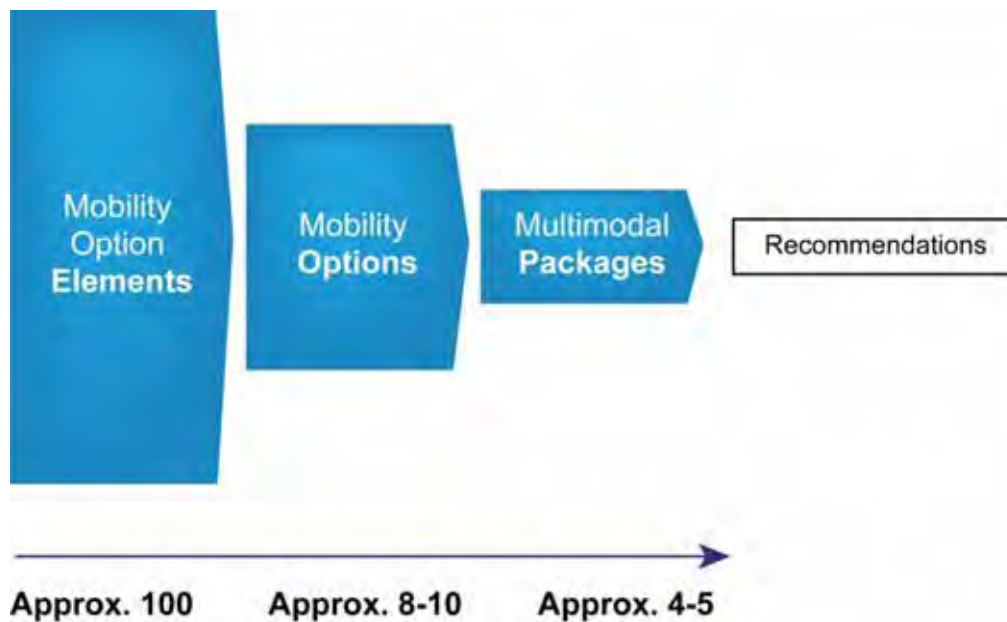 Mobility
Option
Elements
Mobility
Options
Multimodal
Packages
Recommendations
Approx. 100
Approx. 8-10
Approx. 4-5